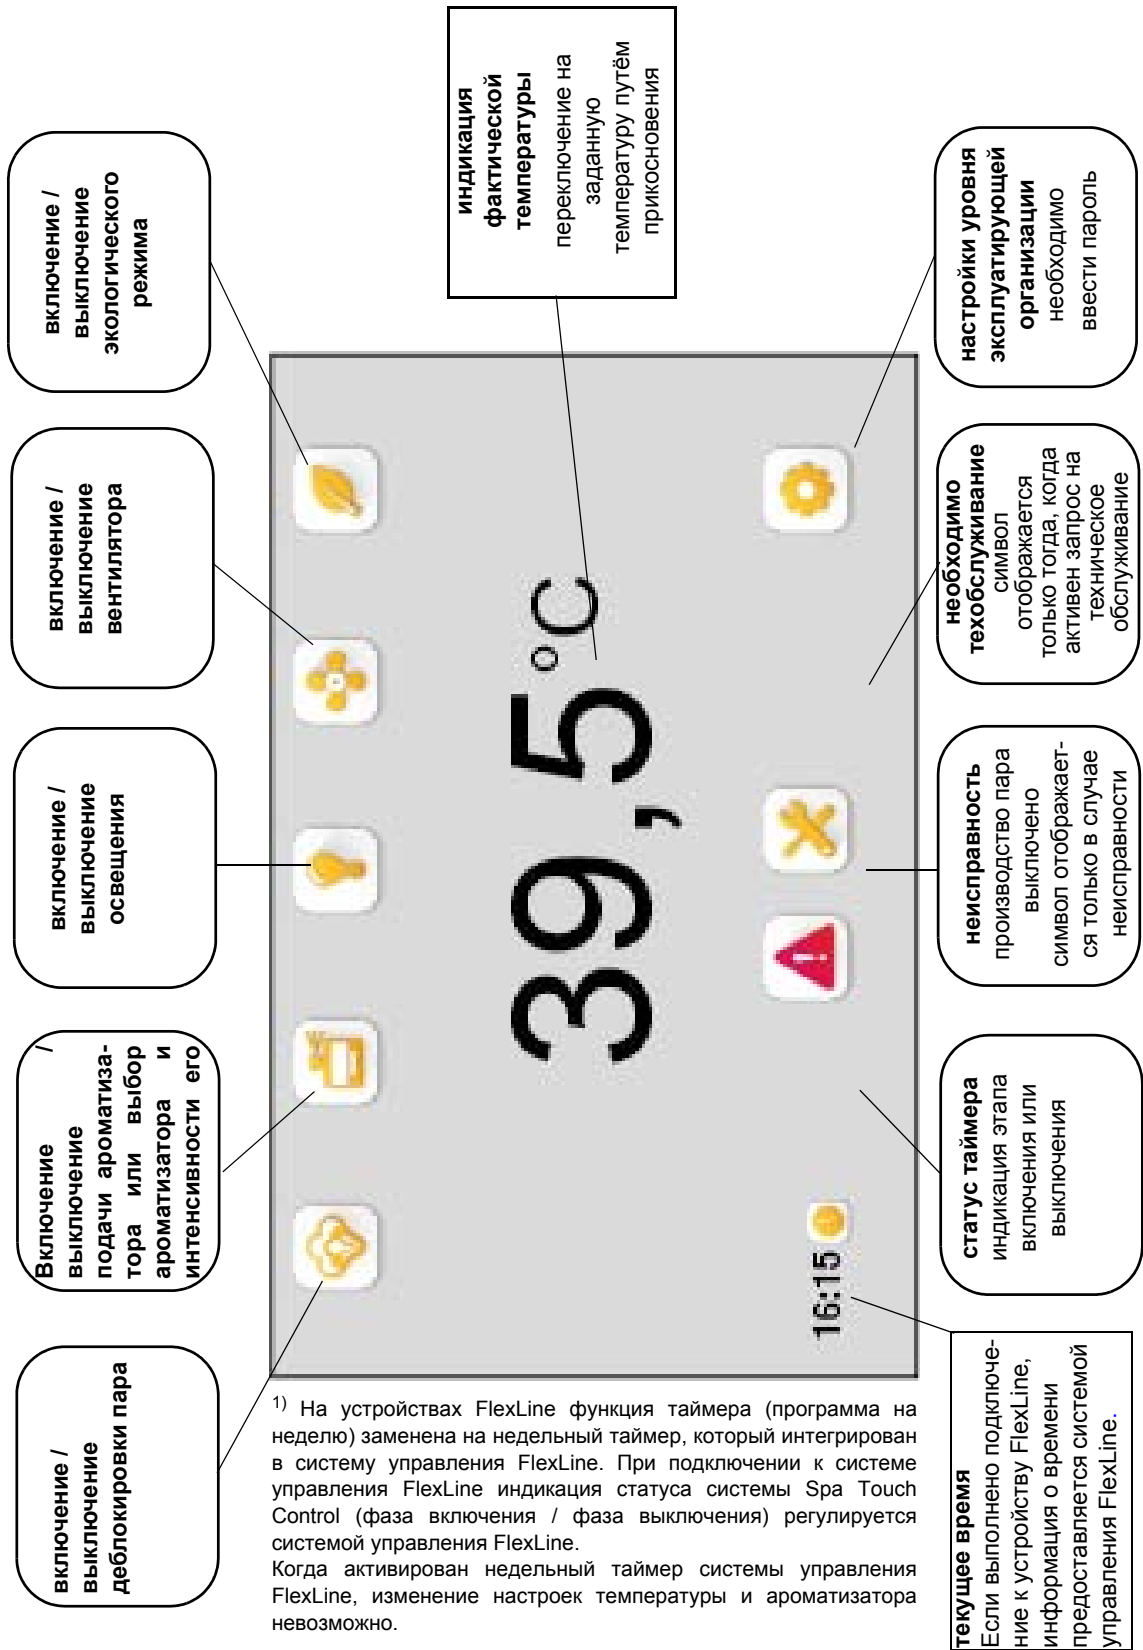 включение /
выключение
деблокировки пара
Включение /
выключение
подачи ароматиза-
тора или выбор
ароматизатора и
интенсивности его
включение /
выключение
освещения
включение /
выключение
вентилятора
включение /
выключение
экологического
режима
индикация
фактической
температуры
переключение на
заданную
температуру путём
прикосновения
39,5°C
16:15
текущее время
Если выполнено подключе-
ние к устройству FlexLine,
информация о времени
предоставляется системой
управления FlexLine.
статус таймера
индикация этапа
включения или
выключения
неисправность
производство пара
выключено
символ отображает-
ся только в случае
неисправности
необходимо
техобслуживание
символ
отображается
только тогда, когда
активен запрос на
техническое
обслуживание
настройки уровня
эксплуатирующей
организации
необходимо
ввести пароль
1) На устройствах FlexLine функция таймера (программа на
неделю) заменена на недельный таймер, который интегрирован
в систему управления FlexLine. При подключении к системе
управления FlexLine индикация статуса системы Spa Touch
Control (фаза включения / фаза выключения) регулируется
системой управления FlexLine.
Когда активирован недельный таймер системы управления
FlexLine, изменение настроек температуры и ароматизатора
невозможно.